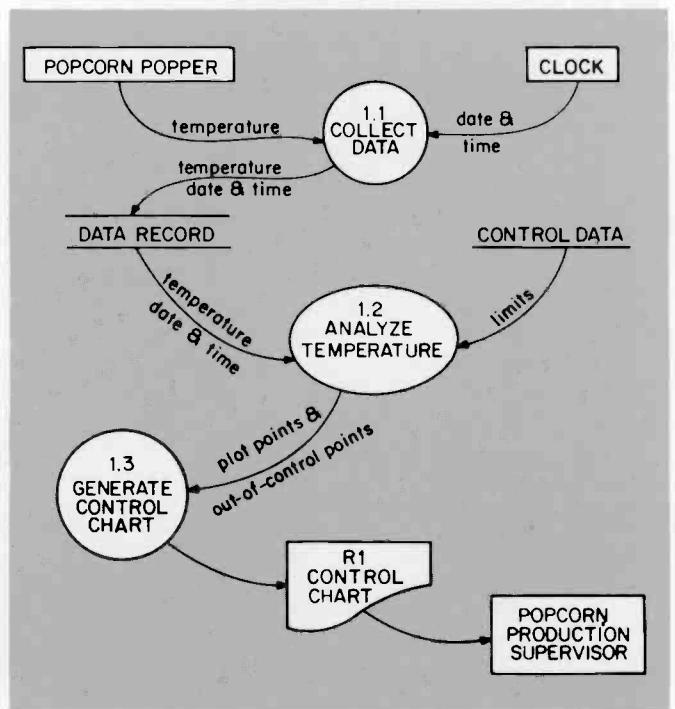 POPCORN POPPER
CLOCK
temperature
1.1
COLLECT
DATA
date &
time
temperature
date & time
DATA RECORD
CONTROL DATA
temperature
date & time
1.2
ANALYZE
TEMPERATURE
limits
plot points &
out-of-control points
1.3
GENERATE
CONTROL
CHART
R1
CONTROL
CHART
POPCORN
PRODUCTION
SUPERVISOR